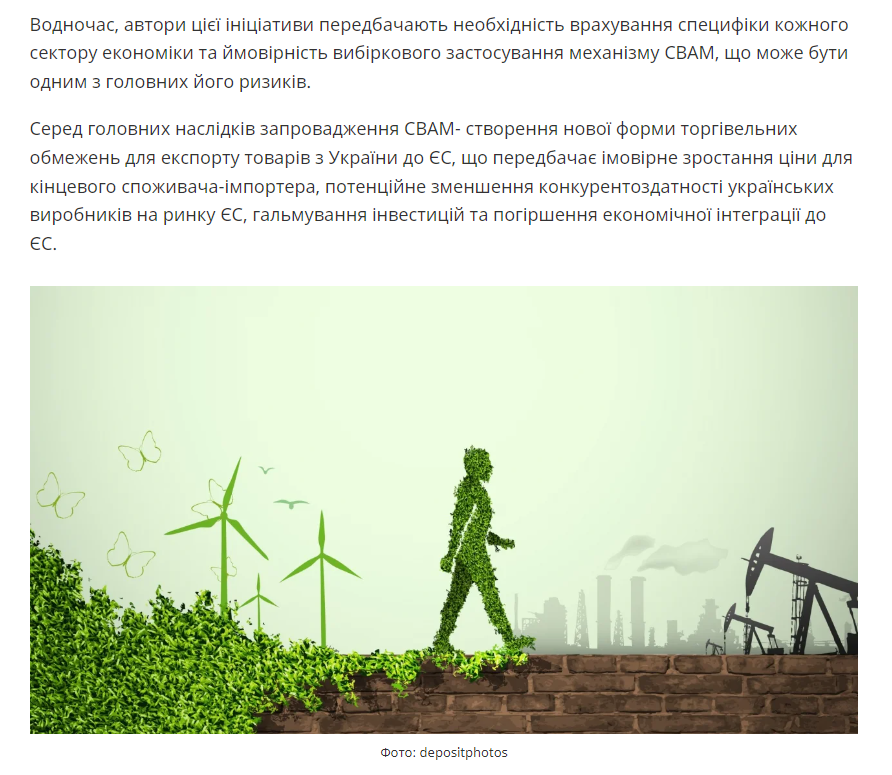 Водночас, автори цієї ініціативи передбачають необхідність врахування специфіки кожного
сектору економіки та ймовірність вибіркового застосування механізму СВАМ, що може бути
одним з головних його ризиків.
Серед головних наслідків запровадження СВАМ- створення нової форми торгівельних
обмежень для експорту товарів з України до ЄС, що передбачає імовірне зростання ціни для
кінцевого споживача-імпортера, потенційне зменшення конкурентоздатності українських
виробників на ринку ЄС, гальмування інвестицій та погіршення економічної інтеграції до
ЄС.
Фото: depositphotos